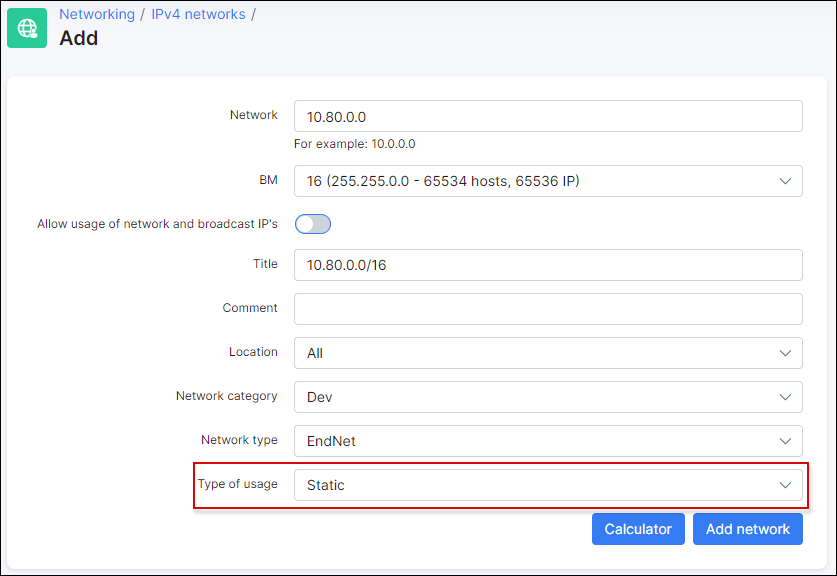 Networking / IPv4 networks /
Add
Network 10.80.0.0
For example: 10.0.0.0
BM 16 (255.255.0.0 - 65534 hosts, 65536 IP)
Allow usage of network and broadcast IP's
Title 10.80.0.0/16
Comment
Location All
Network category Dev
Network type EndNet
Type of usage Static
Calculator Add network